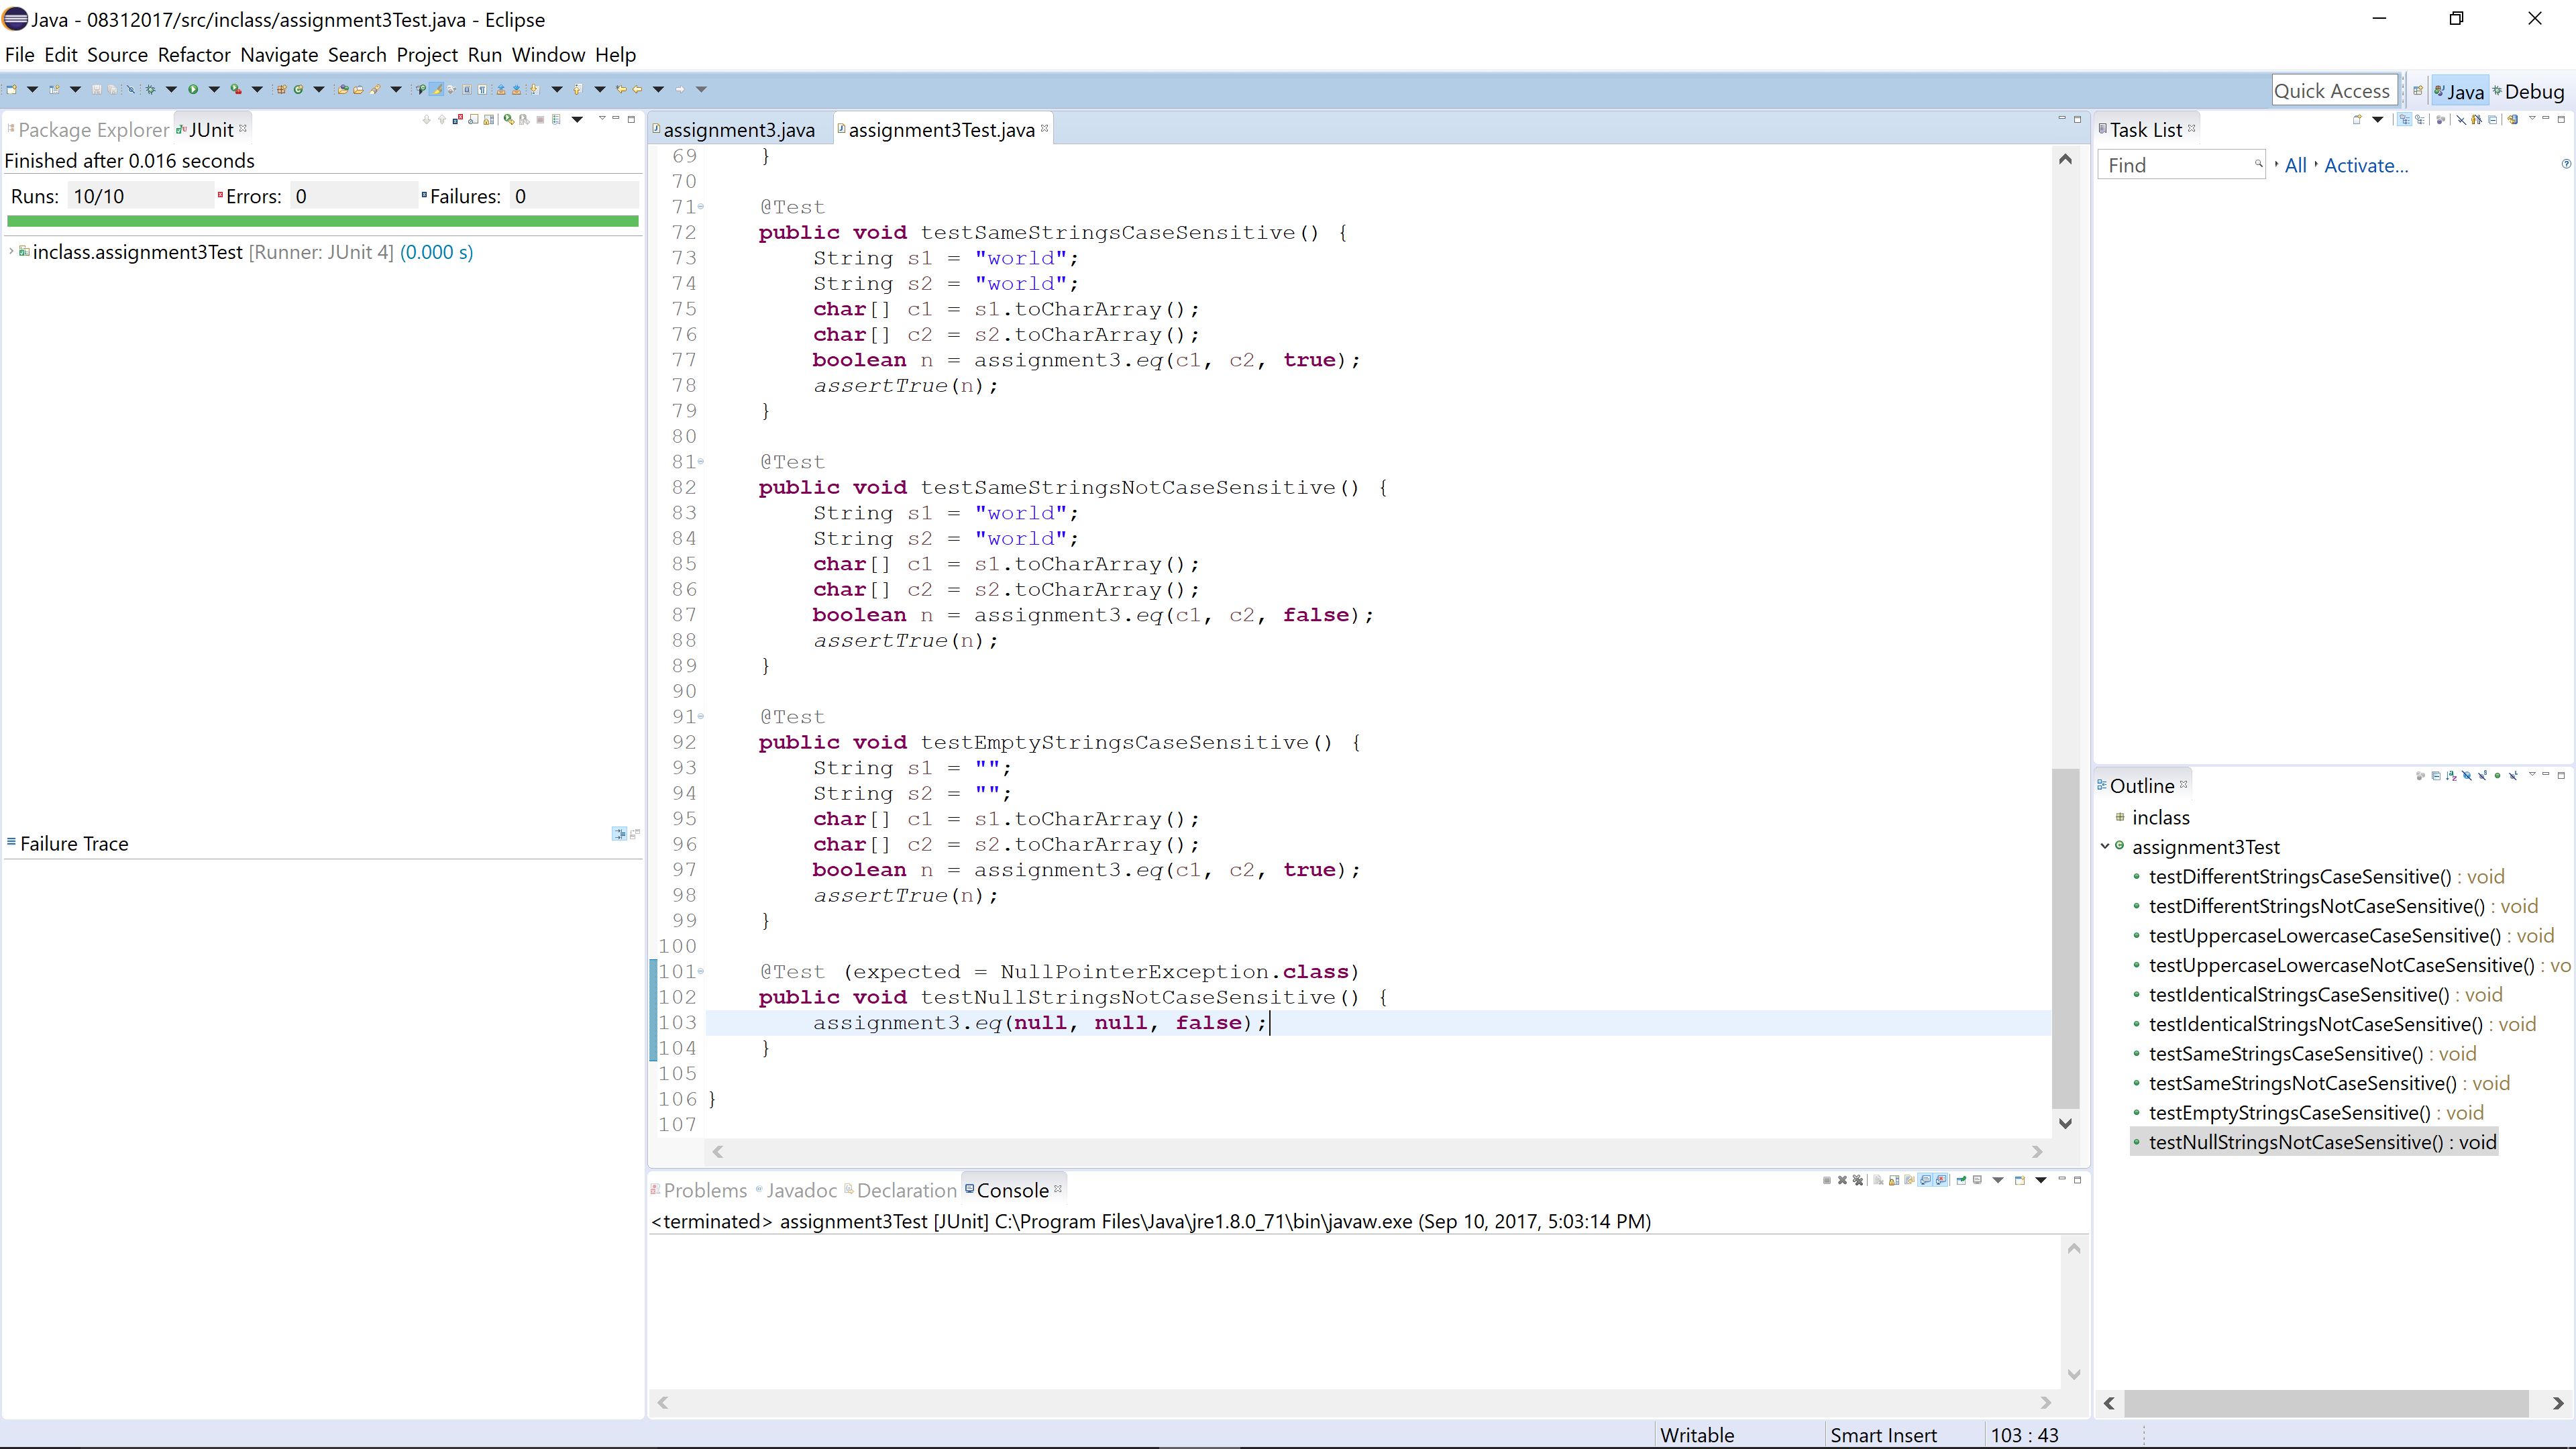 Java - 08312017/src/inclass/assignment3Test.java - Eclipse
File Edit Source Refactor Navigate Search Project Run Window Help
Quick Access
Java
Debug
Package Explorer
JUnit
Finished after 0.016 seconds
Runs: 10/10 Errors: 0 Failures: 0
inclass.assignment3Test [Runner: JUnit 4] (0.000 s)
Failure Trace
assignment3.java
assignment3Test.java
69 }
70
71 @Test
72 public void testSameStringsCaseSensitive() {
73 String s1 = "world";
74 String s2 = "world";
75 char[] c1 = s1.toCharArray();
76 char[] c2 = s2.toCharArray();
77 boolean n = assignment3.eq(c1, c2, true);
78 assertTrue(n);
79 }
80
81 @Test
82 public void testSameStringsNotCaseSensitive() {
83 String s1 = "world";
84 String s2 = "world";
85 char[] c1 = s1.toCharArray();
86 char[] c2 = s2.toCharArray();
87 boolean n = assignment3.eq(c1, c2, false);
88 assertTrue(n);
89 }
90
91 @Test
92 public void testEmptyStringsCaseSensitive() {
93 String s1 = "";
94 String s2 = "";
95 char[] c1 = s1.toCharArray();
96 char[] c2 = s2.toCharArray();
97 boolean n = assignment3.eq(c1, c2, true);
98 assertTrue(n);
99 }
100
101 @Test (expected = NullPointerException.class)
102 public void testNullStringsNotCaseSensitive() {
103 assignment3.eq(null, null, false);
104 }
105
106 }
107
Problems
Javadoc
Declaration
Console
<terminated> assignment3Test [JUnit] C:\Program Files\Java\jre1.8.0_71\bin\javaw.exe (Sep 10, 2017, 5:03:14 PM)
Task List
Find
All
Activate...
Outline
inclass
assignment3Test
testDifferentStringsCaseSensitive() : void
testDifferentStringsNotCaseSensitive() : void
testUppercaseLowercaseCaseSensitive() : void
testUppercaseLowercaseNotCaseSensitive() : vo
testIdenticalStringsCaseSensitive() : void
testIdenticalStringsNotCaseSensitive() : void
testSameStringsCaseSensitive() : void
testSameStringsNotCaseSensitive() : void
testEmptyStringsCaseSensitive() : void
testNullStringsNotCaseSensitive() : void
Writable
Smart Insert
103 : 43